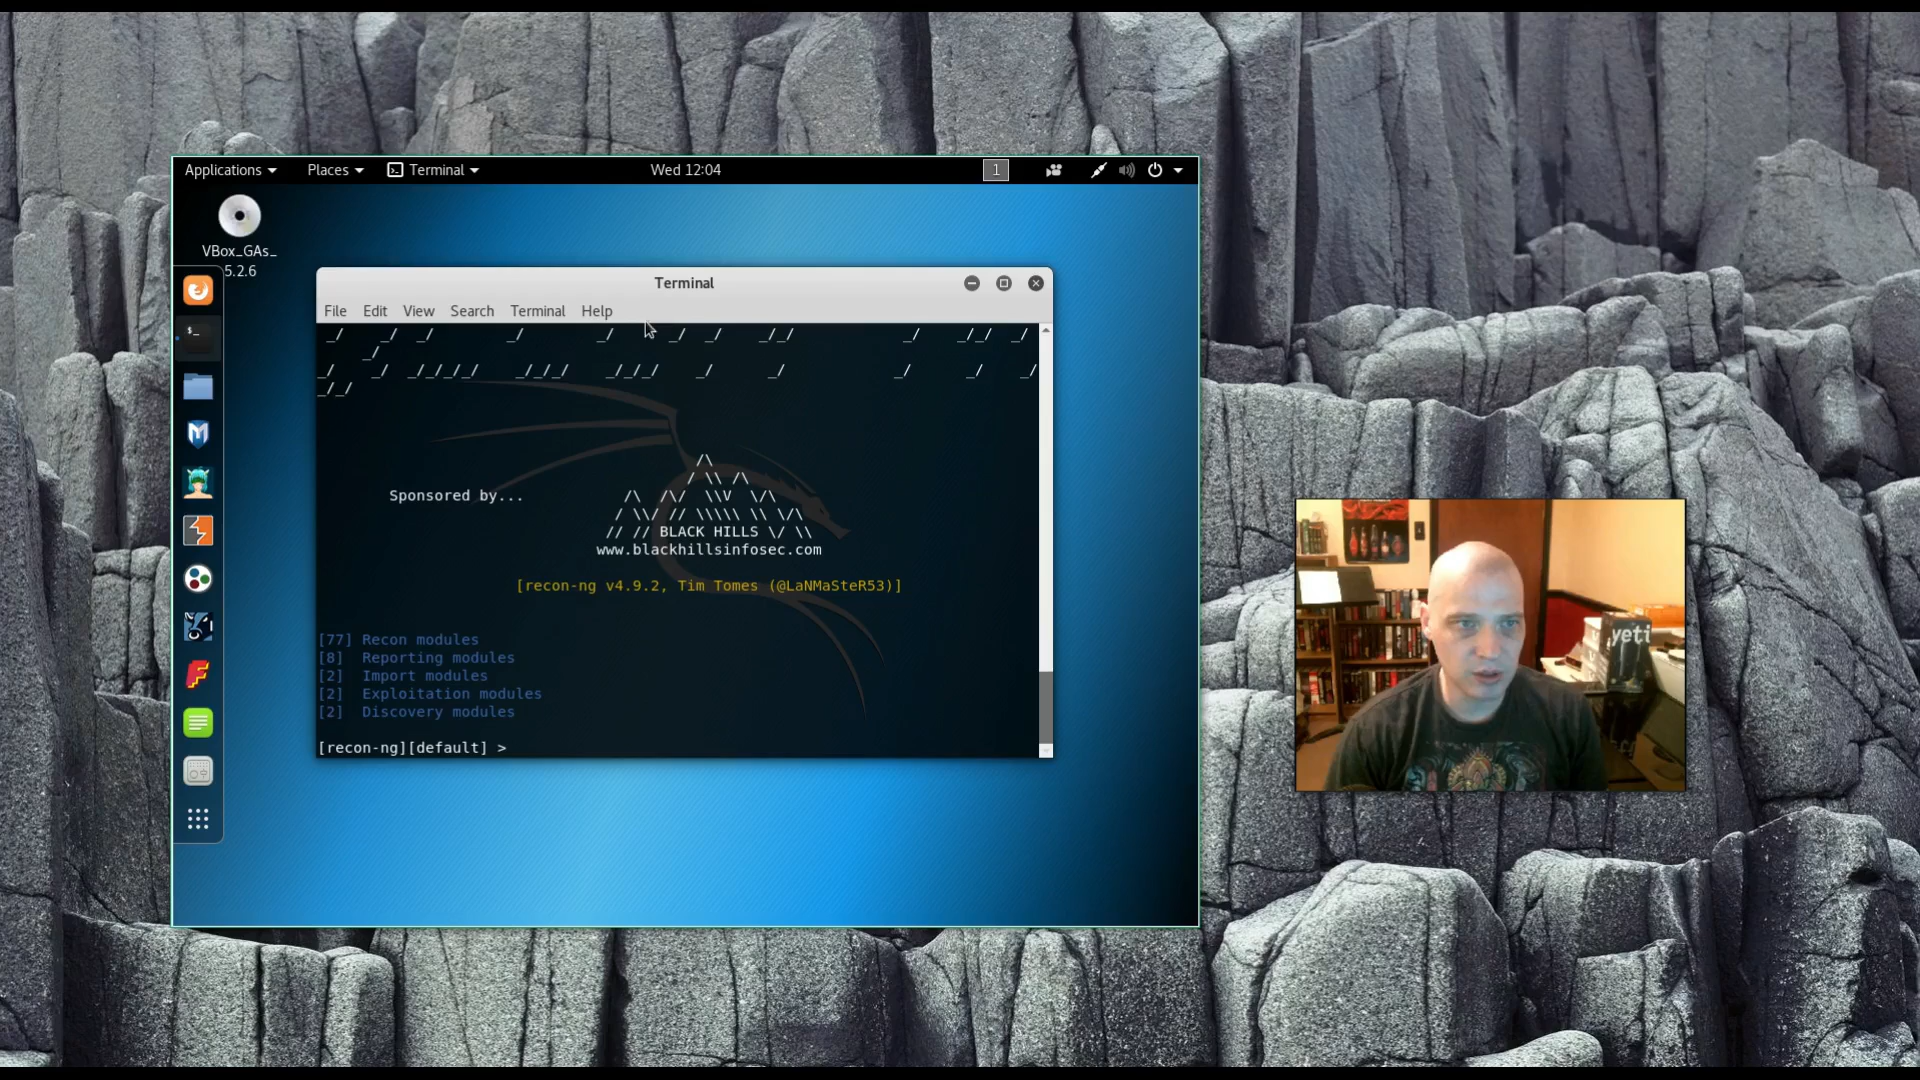 Applications Places Terminal Wed 12:04 1
VBox_GAs_
5.2.6
Terminal
File Edit View Search Terminal Help
_/ _/ _/ _/ _/ _/ _/ _/_/ _/ _/_/ _/
_/
_/ _/ _/_/_/_/ _/_/_/ _/_/_/ _/ _/ _/ _/ _/
_/_/
/\
/ \\ /\
Sponsored by... /\ /\/ \\V \/\
/ \\/ // \\\\\ \\ \/\
// // BLACK HILLS \/ \\
www.blackhillsinfosec.com
[recon-ng v4.9.2, Tim Tomes (@LaNMaSteR53)]
[77] Recon modules
[8] Reporting modules
[2] Import modules
[2] Exploitation modules
[2] Discovery modules
[recon-ng][default] >
yeti